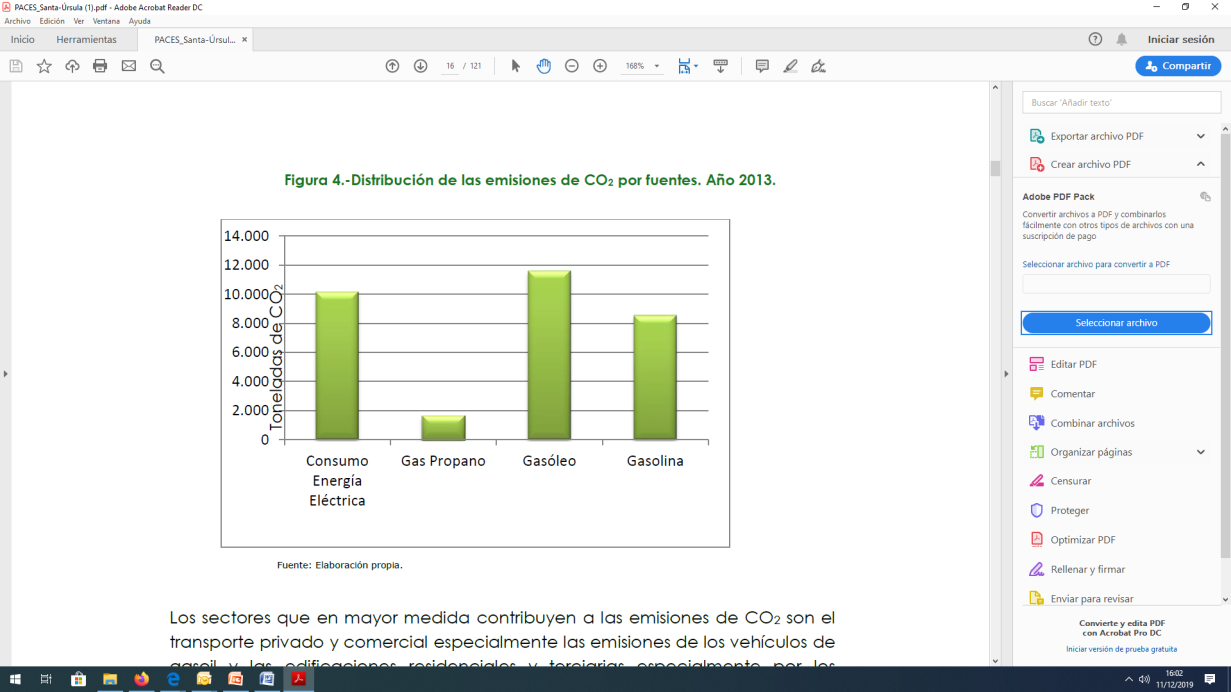 PACES_Santa-Úrsula (1).pdf - Adobe Acrobat Reader DC
Archivo Edición Ver Ventana Ayuda
Inicio Herramientas PACES_Santa-Úrsul... × Iniciar sesión
16 / 121 168% Compartir
Figura 4.-Distribución de las emisiones de CO₂ por fuentes. Año 2013.
Toneladas de CO₂
14.000
12.000
10.000
8.000
6.000
4.000
2.000
0
Consumo Energía Eléctrica
Gas Propano
Gasóleo
Gasolina
Fuente: Elaboración propia.
Los sectores que en mayor medida contribuyen a las emisiones de CO₂ son el
transporte privado y comercial especialmente las emisiones de los vehículos de
gasoil y las edificaciones residenciales y terciarias especialmente por los
Buscar 'Añadir texto'
Exportar archivo PDF
Crear archivo PDF
Adobe PDF Pack
Convertir archivos a PDF y combinarlos
fácilmente con otros tipos de archivos con una
suscripción de pago
Seleccionar archivo para convertir a PDF
Seleccionar archivo
Editar PDF
Comentar
Combinar archivos
Organizar páginas
Censurar
Proteger
Optimizar PDF
Rellenar y firmar
Enviar para revisar
Convierte y edita PDF
con Acrobat Pro DC
Iniciar versión de prueba gratuita
16:02
11/12/2019